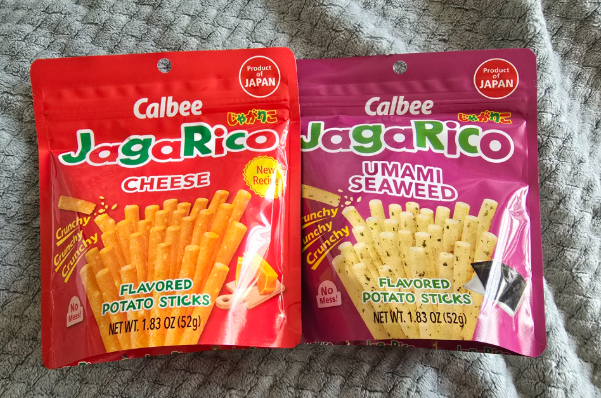 Product
of
JAPAN
Calbee
じゃがりこ
JagaRico
CHEESE
New
Recipe
Crunchy
Crunchy
Crunchy
No
Mess!
FLAVORED
POTATO STICKS
NET WT. 1.83 OZ (52g)
Product
of
JAPAN
Calbee
じゃがりこ
JagaRico
UMAMI
SEAWEED
Crunchy
Crunchy
Crunchy
No
Mess!
FLAVORED
POTATO STICKS
NET WT. 1.83 OZ (52g)